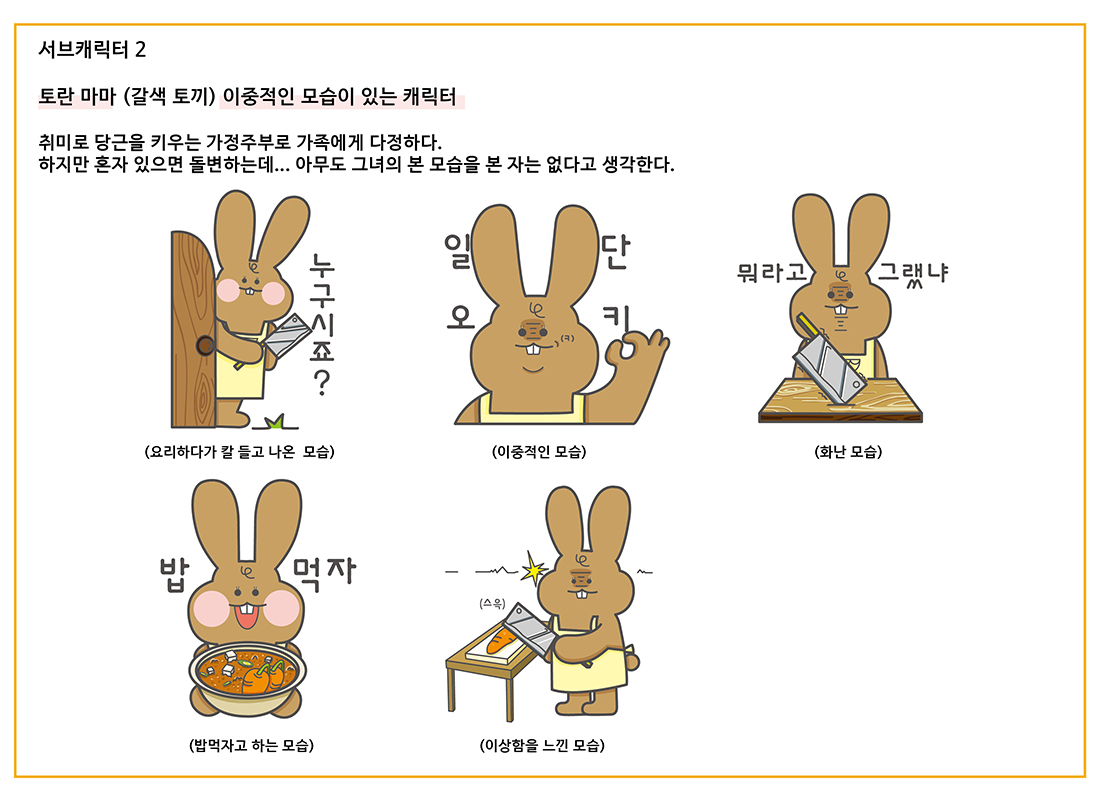 서브캐릭터 2
토란 마마 (갈색 토끼) 이중적인 모습이 있는 캐릭터
취미로 당근을 키우는 가정주부로 가족에게 다정하다.
하지만 혼자 있으면 돌변하는데... 아무도 그녀의 본 모습을 본 자는 없다고 생각한다.
누구시죠?
(요리하다가 칼 들고 나온 모습)
일단
오키
(킈)
(이중적인 모습)
뭐라고 그랬냐
(화난 모습)
밥 먹자
(밥먹자고 하는 모습)
(스윽)
(이상함을 느낀 모습)